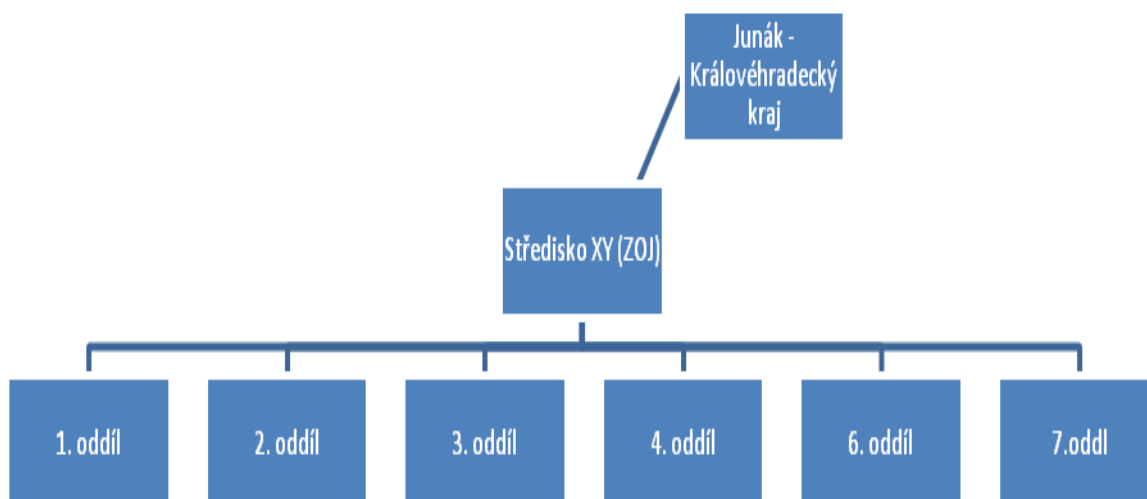 Junák -
Královéhradecký
kraj
Středisko XY (ZOJ)
1. oddíl
2. oddíl
3. oddíl
4. oddíl
6. oddíl
7.oddl